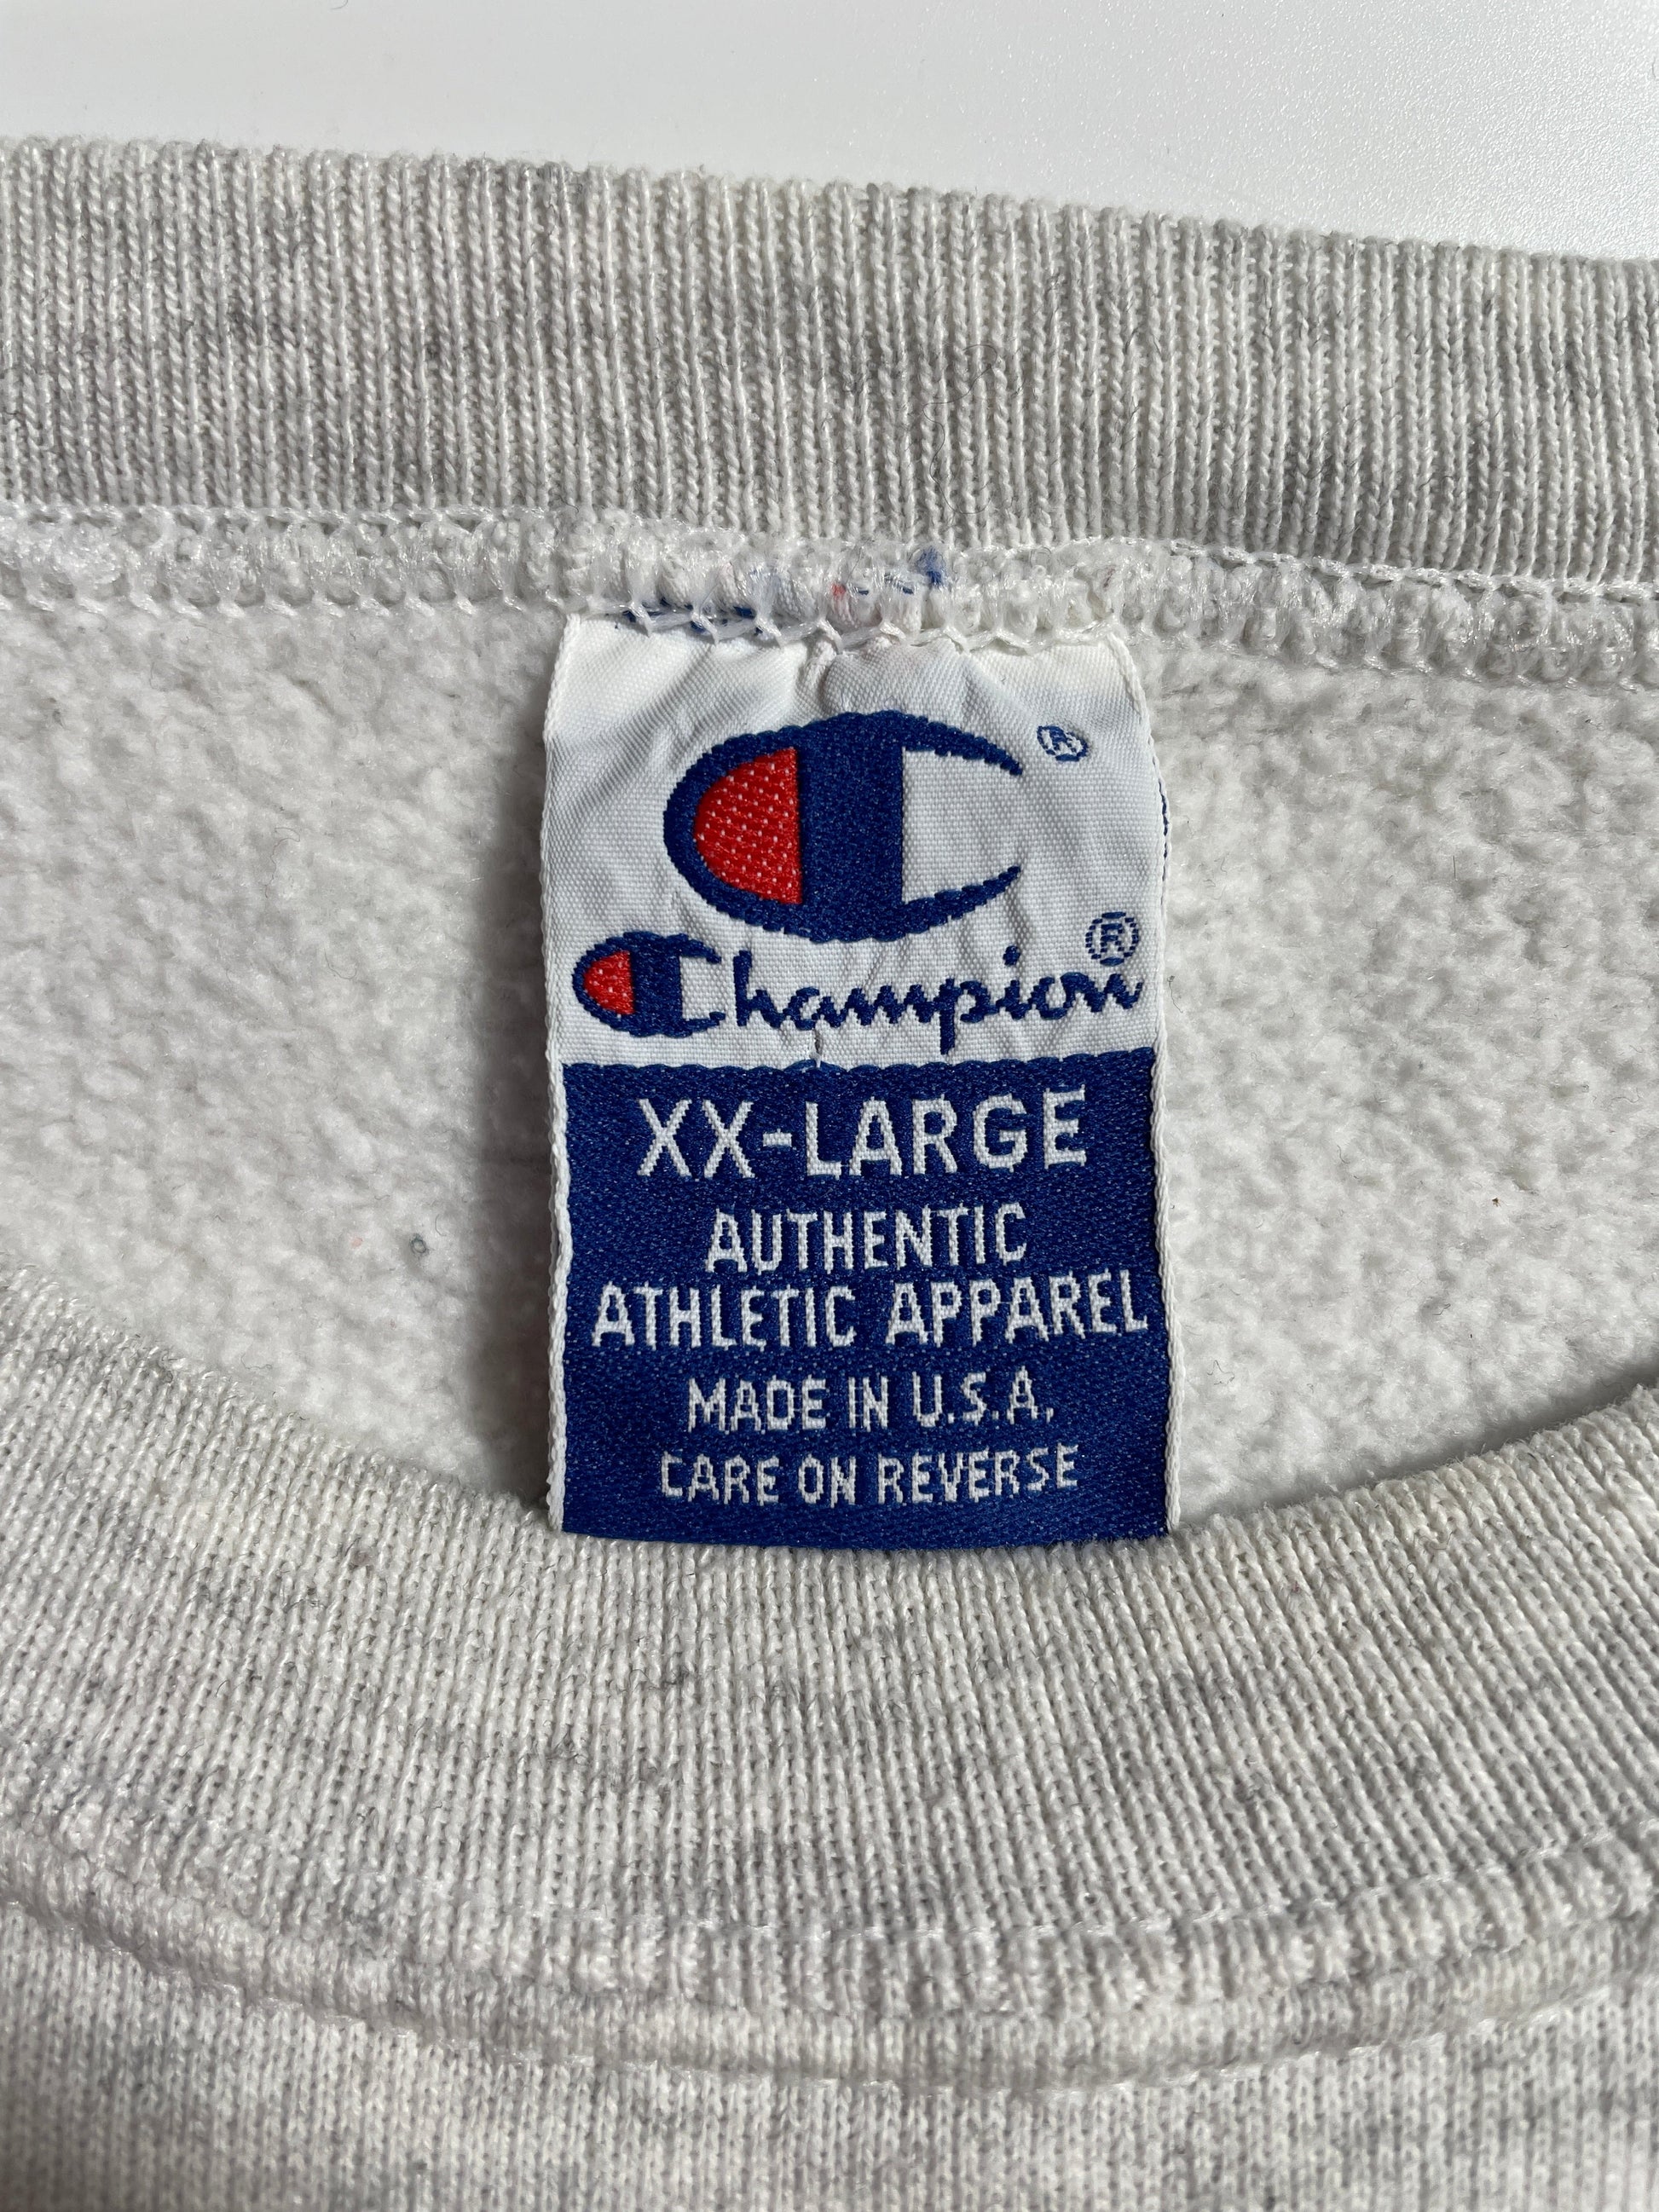 ®
Champion®
XX-LARGE
AUTHENTIC
ATHLETIC APPAREL
MADE IN U.S.A.
CARE ON REVERSE